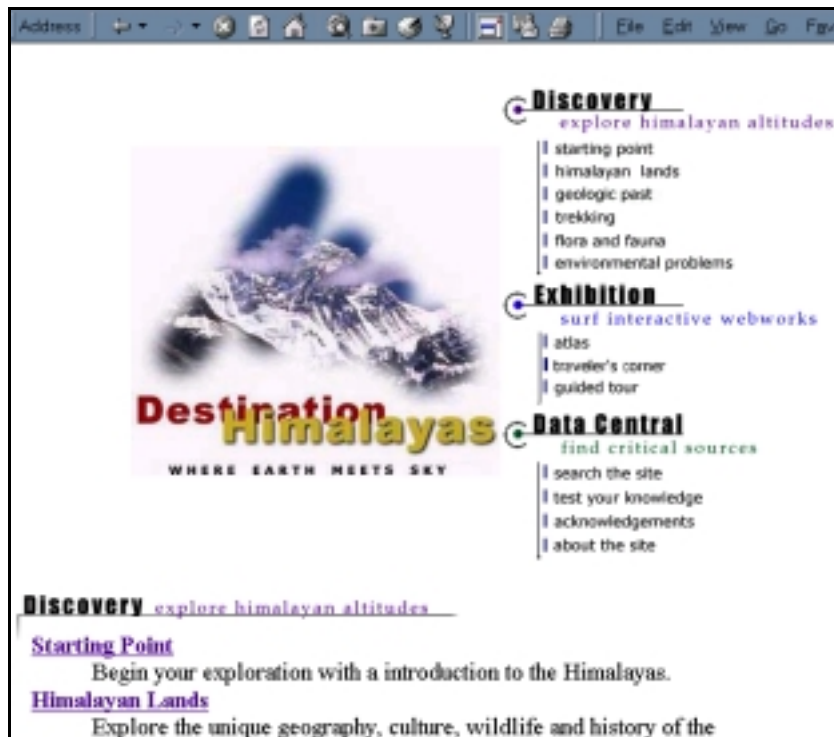 Address File Edit View Go Fav
Discovery
explore himalayan altitudes
starting point
himalayan lands
geologic past
trekking
flora and fauna
environmental problems
Exhibition
surf interactive webworks
atlas
traveler's corner
guided tour
Data Central
find critical sources
search the site
test your knowledge
acknowledgements
about the site
Destination
Himalayas
WHERE EARTH MEETS SKY
Discovery explore himalayan altitudes
Starting Point
Begin your exploration with a introduction to the Himalayas.
Himalayan Lands
Explore the unique geography, culture, wildlife and history of the